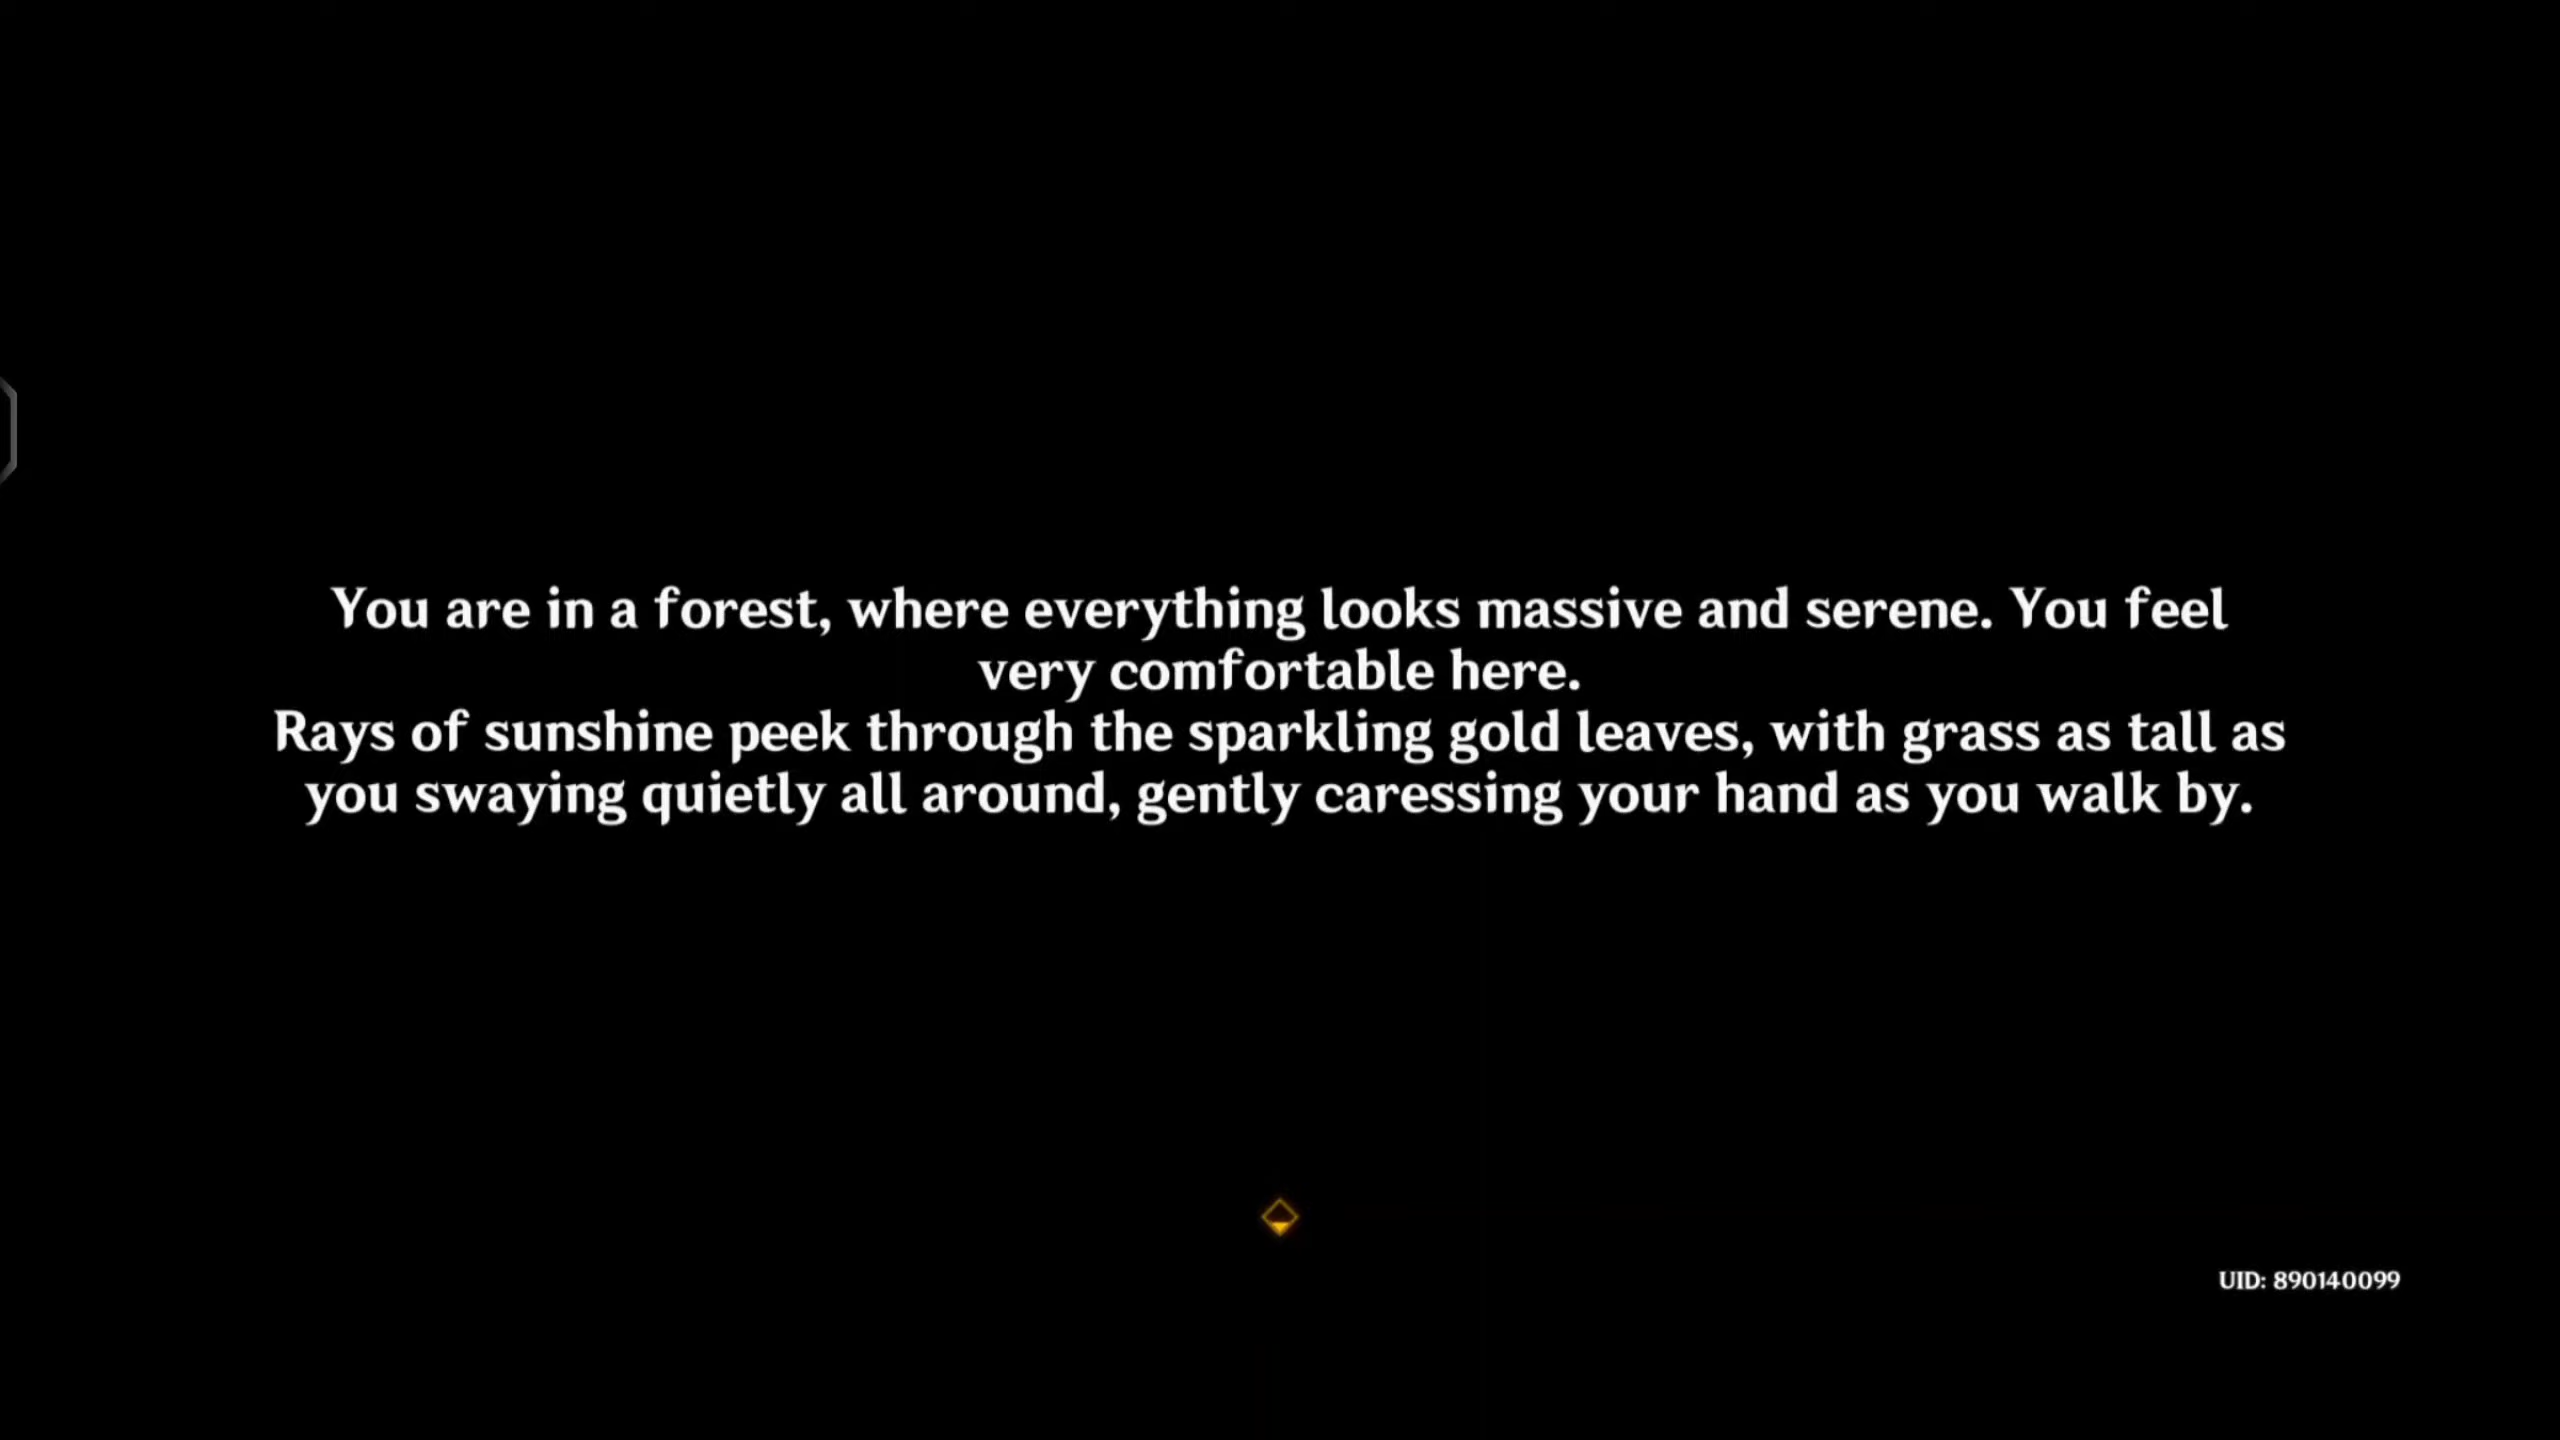 You are in a forest, where everything looks massive and serene. You feel
very comfortable here.
Rays of sunshine peek through the sparkling gold leaves, with grass as tall as
you swaying quietly all around, gently caressing your hand as you walk by.
UID: 890140099